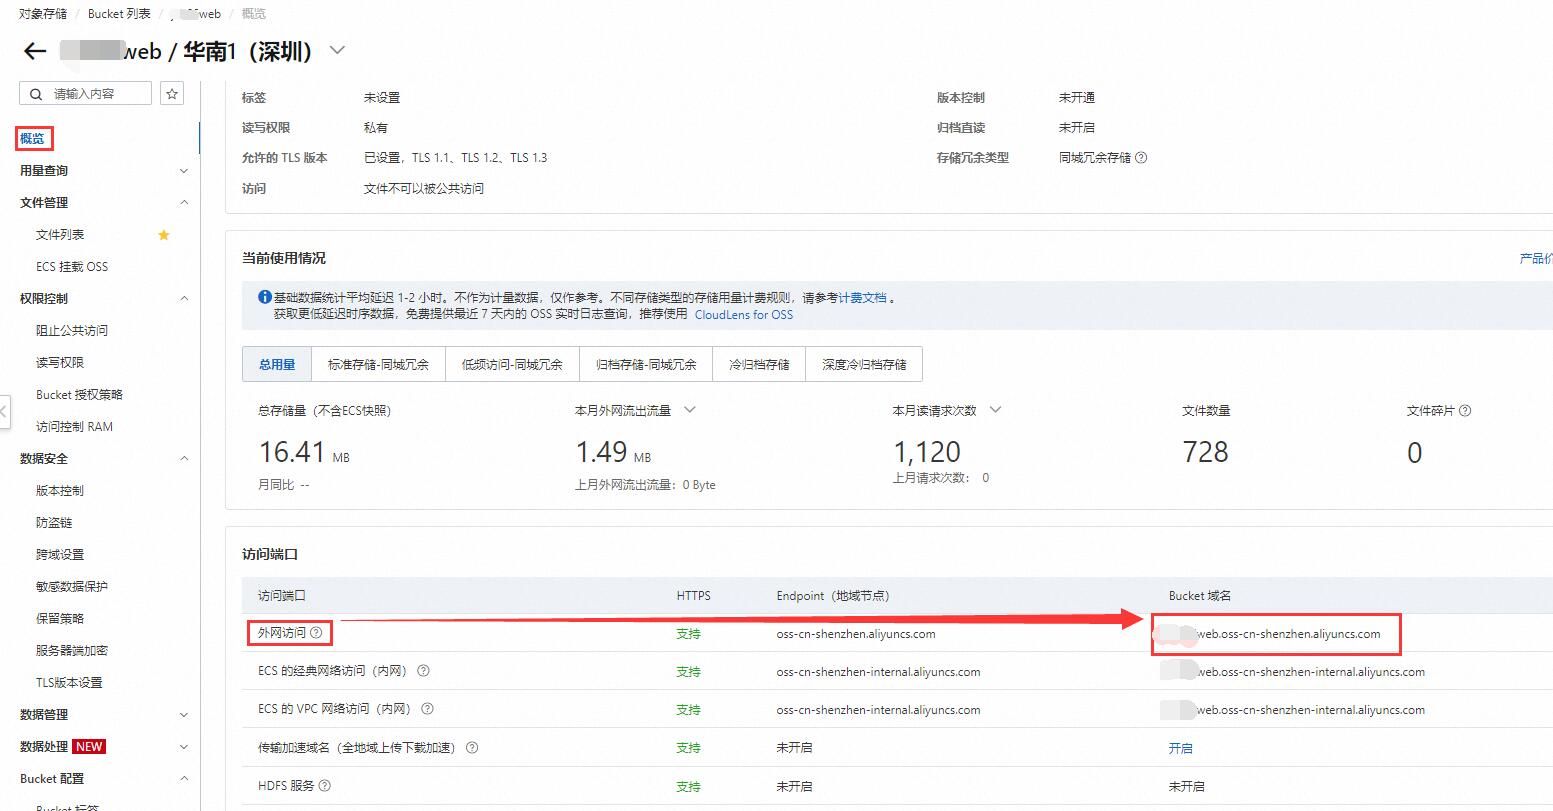 对象存储 / Bucket 列表 / web / 概览
web / 华南1（深圳）
请输入内容
概览
用量查询
文件管理
文件列表
ECS 挂载 OSS
权限控制
阻止公共访问
读写权限
Bucket 授权策略
访问控制 RAM
数据安全
版本控制
防盗链
跨域设置
敏感数据保护
保留策略
服务器端加密
TLS版本设置
数据管理
数据处理 NEW
Bucket 配置
Bucket 标签
标签 未设置 版本控制 未开通
读写权限 私有 归档直读 未开启
允许的 TLS 版本 已设置，TLS 1.1、TLS 1.2、TLS 1.3 存储冗余类型 同城冗余存储
访问 文件不可以被公共访问
当前使用情况 产品价
基础数据统计平均延迟 1-2 小时。不作为计量数据，仅作参考。不同存储类型的存储用量计费规则，请参考计费文档 。
获取更低延迟时序数据，免费提供最近 7 天内的 OSS 实时日志查询，推荐使用 CloudLens for OSS
总用量 标准存储-同城冗余 低频访问-同城冗余 归档存储-同城冗余 冷归档存储 深度冷归档存储
总存储量（不含ECS快照） 本月外网流出流量 本月读请求次数 文件数量 文件碎片
16.41 MB 1.49 MB 1,120 728 0
月同比 -- 上月外网流出流量：0 Byte 上月请求次数： 0
访问端口
访问端口 HTTPS Endpoint（地域节点） Bucket 域名
外网访问 支持 oss-cn-shenzhen.aliyuncs.com web.oss-cn-shenzhen.aliyuncs.com
ECS 的经典网络访问（内网） 支持 oss-cn-shenzhen-internal.aliyuncs.com web.oss-cn-shenzhen-internal.aliyuncs.com
ECS 的 VPC 网络访问（内网） 支持 oss-cn-shenzhen-internal.aliyuncs.com web.oss-cn-shenzhen-internal.aliyuncs.com
传输加速域名（全地域上传下载加速） 支持 未开启 开启
HDFS 服务 支持 未开启 未开启